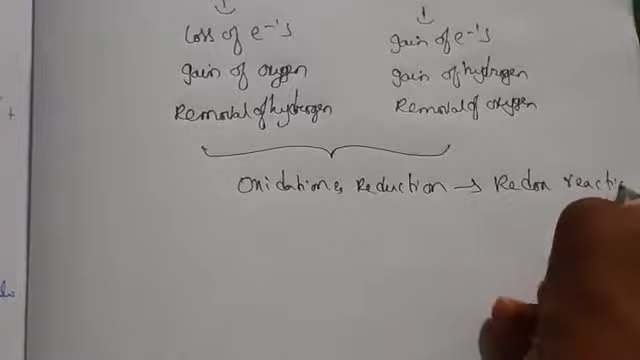 Loss of e⁻'s gain of e⁻'s
gain of oxygen gain of hydrogen
Removal of hydrogen Removal of oxygen
Oxidation & Reduction → Redox reacti